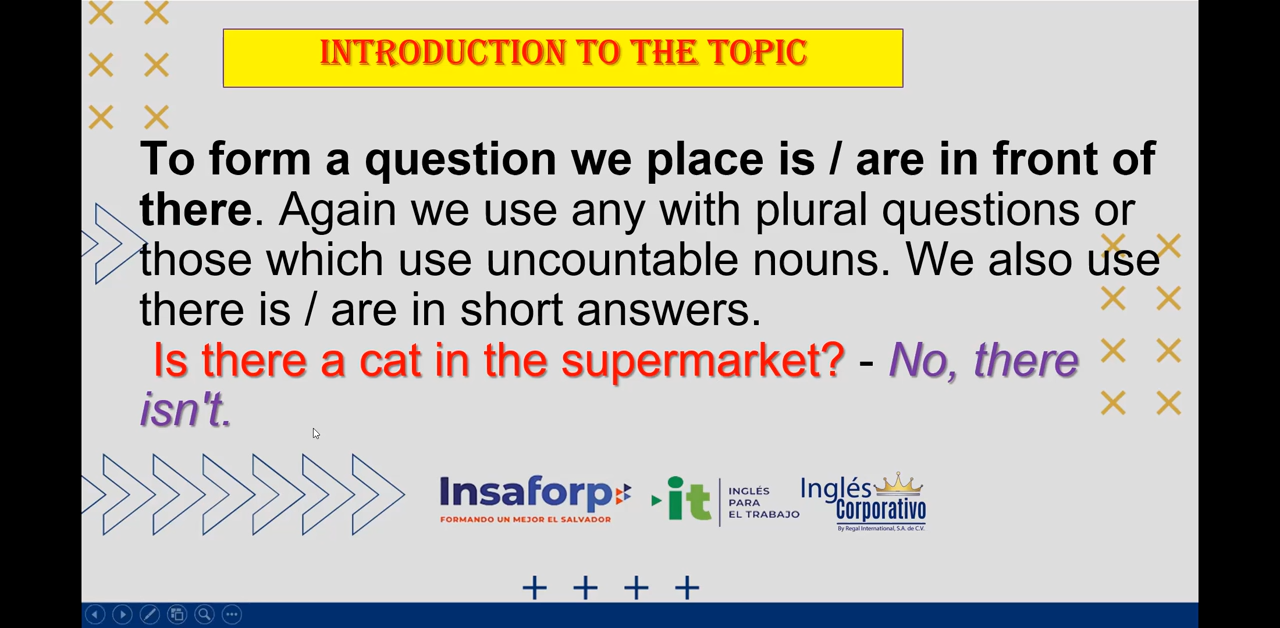 INTRODUCTION TO THE TOPIC
To form a question we place is / are in front of
there. Again we use any with plural questions or
those which use uncountable nouns. We also use
there is / are in short answers.
Is there a cat in the supermarket? - No, there
isn't.
Insaforp
FORMANDO UN MEJOR EL SALVADOR
it
INGLÉS
PARA
EL TRABAJO
Inglés
Corporativo
By Regal International, S.A. de C.V.